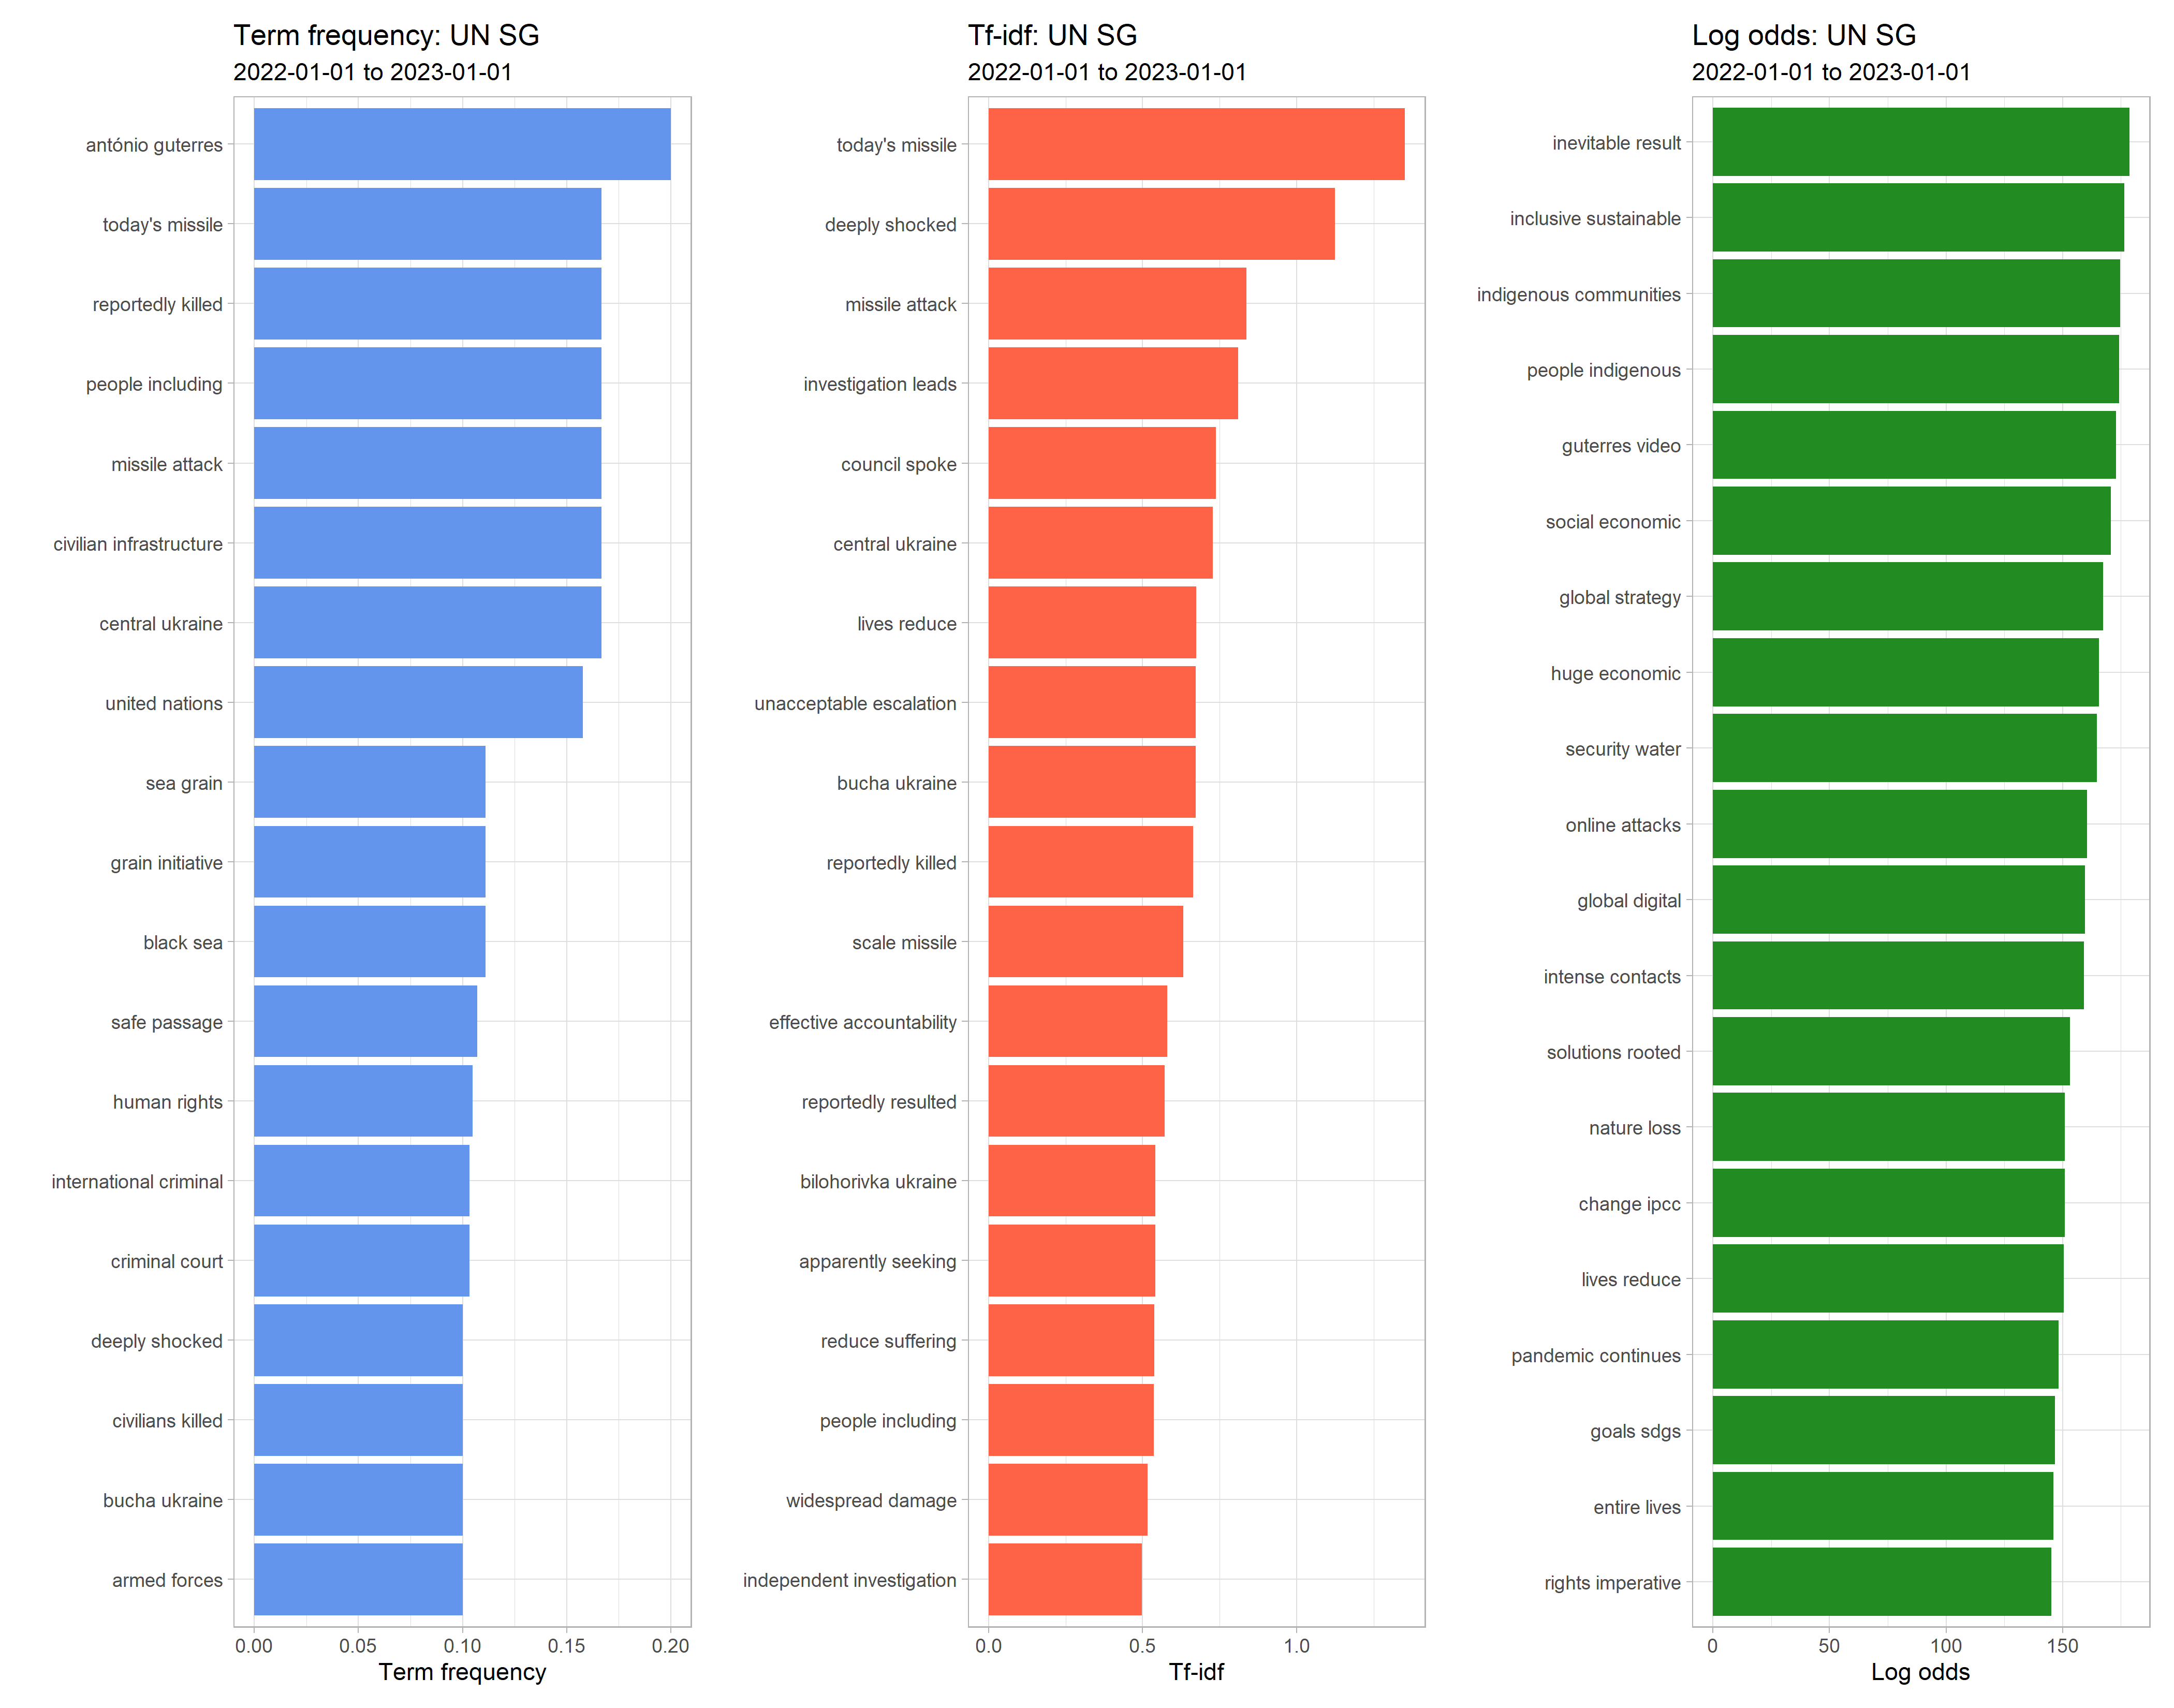 Term frequency: UN SG
2022-01-01 to 2023-01-01
antónio guterres
today's missile
reportedly killed
people including
missile attack
civilian infrastructure
central ukraine
united nations
sea grain
grain initiative
black sea
safe passage
human rights
international criminal
criminal court
deeply shocked
civilians killed
bucha ukraine
armed forces
0.00 0.05 0.10 0.15 0.20
Term frequency
Tf-idf: UN SG
2022-01-01 to 2023-01-01
today's missile
deeply shocked
missile attack
investigation leads
council spoke
central ukraine
lives reduce
unacceptable escalation
bucha ukraine
reportedly killed
scale missile
effective accountability
reportedly resulted
bilohorivka ukraine
apparently seeking
reduce suffering
people including
widespread damage
independent investigation
0.0 0.5 1.0
Tf-idf
Log odds: UN SG
2022-01-01 to 2023-01-01
inevitable result
inclusive sustainable
indigenous communities
people indigenous
guterres video
social economic
global strategy
huge economic
security water
online attacks
global digital
intense contacts
solutions rooted
nature loss
change ipcc
lives reduce
pandemic continues
goals sdgs
entire lives
rights imperative
0 50 100 150
Log odds